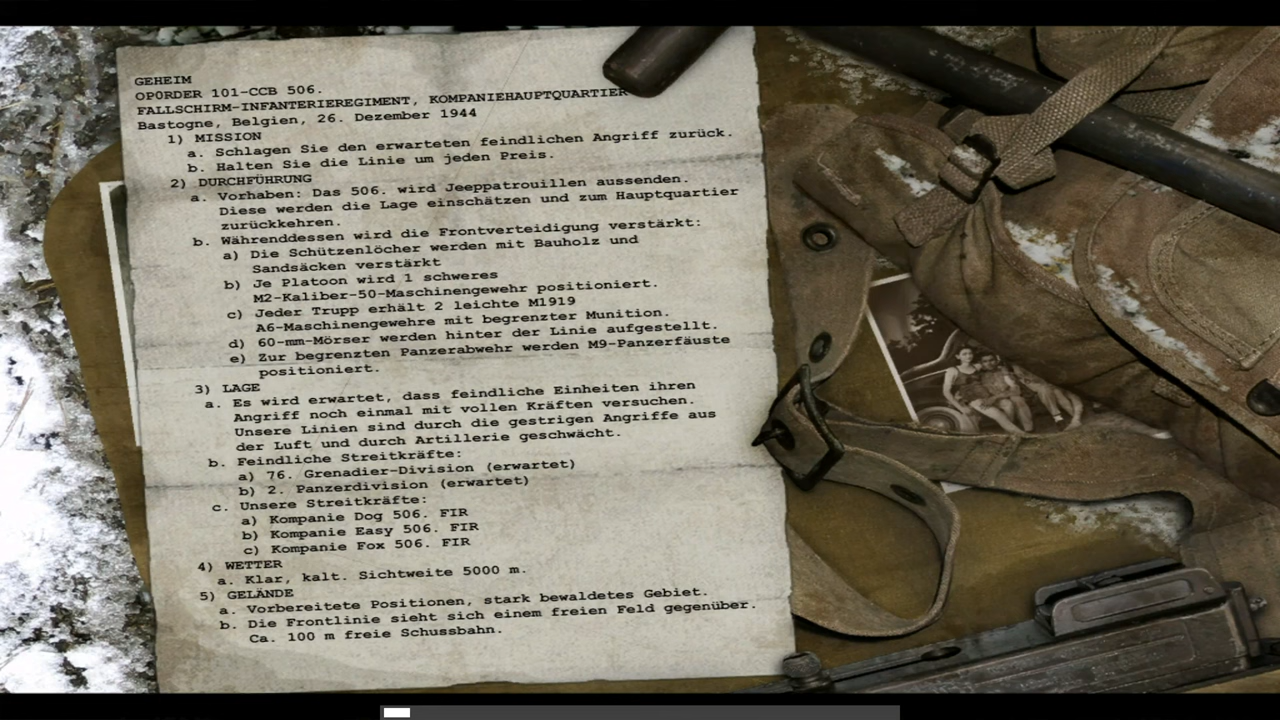 GEHEIM
OPORDER 101-CCB 506.
FALLSCHIRM-INFANTERIEREGIMENT, KOMPANIEHAUPTQUARTIER
Bastogne, Belgien, 26. Dezember 1944
1) MISSION
a. Schlagen Sie den erwarteten feindlichen Angriff zurück.
b. Halten Sie die Linie um jeden Preis.
2) DURCHFÜHRUNG
a. Vorhaben: Das 506. wird Jeeppatrouillen aussenden.
Diese werden die Lage einschätzen und zum Hauptquartier
zurückkehren.
b. Währenddessen wird die Frontverteidigung verstärkt:
a) Die Schützenlöcher werden mit Bauholz und
Sandsäcken verstärkt
b) Je Platoon wird 1 schweres
M2-Kaliber-50-Maschinengewehr positioniert.
c) Jeder Trupp erhält 2 leichte M1919
A6-Maschinengewehre mit begrenzter Munition.
d) 60-mm-Mörser werden hinter der Linie aufgestellt.
e) Zur begrenzten Panzerabwehr werden M9-Panzerfäuste
positioniert.
3) LAGE
a. Es wird erwartet, dass feindliche Einheiten ihren
Angriff noch einmal mit vollen Kräften versuchen.
Unsere Linien sind durch die gestrigen Angriffe aus
der Luft und durch Artillerie geschwächt.
b. Feindliche Streitkräfte:
a) 76. Grenadier-Division (erwartet)
b) 2. Panzerdivision (erwartet)
c. Unsere Streitkräfte:
a) Kompanie Dog 506. FIR
b) Kompanie Easy 506. FIR
c) Kompanie Fox 506. FIR
4) WETTER
a. Klar, kalt. Sichtweite 5000 m.
5) GELÄNDE
a. Vorbereitete Positionen, stark bewaldetes Gebiet.
b. Die Frontlinie sieht sich einem freien Feld gegenüber.
Ca. 100 m freie Schussbahn.